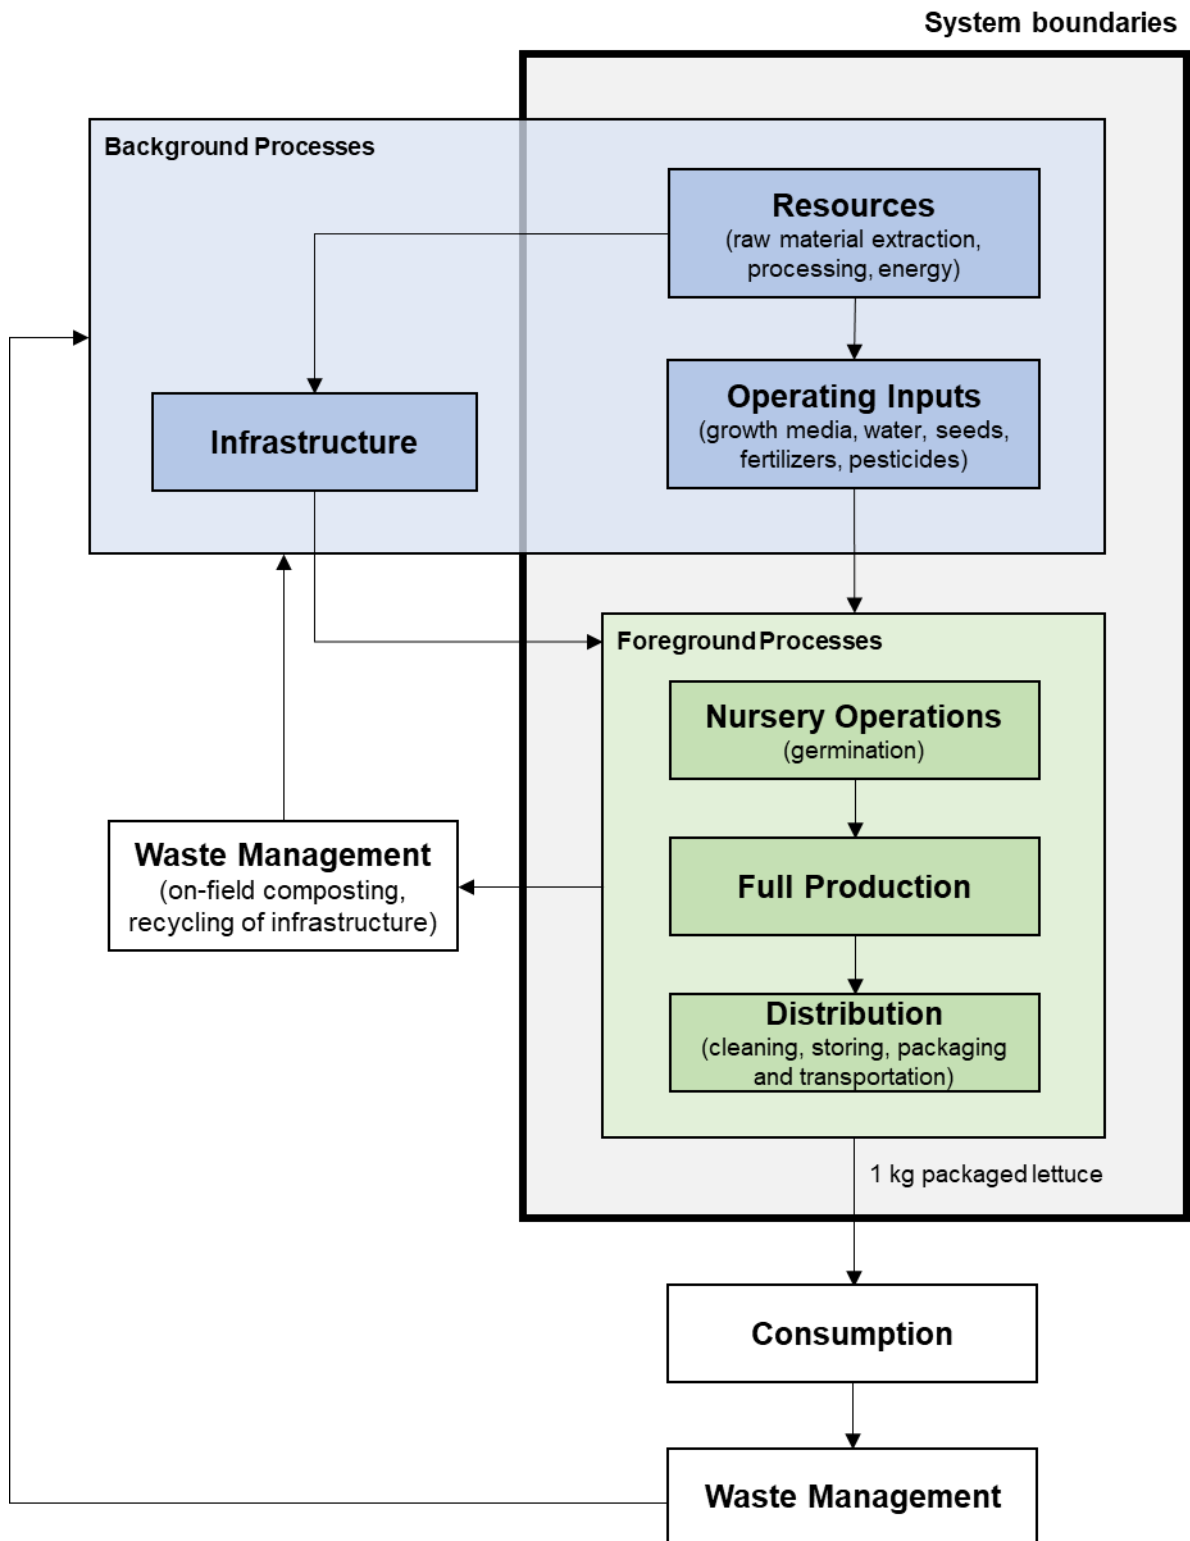 System boundaries
Background Processes
Resources
(raw material extraction,
processing, energy)
Operating Inputs
(growth media, water, seeds,
fertilizers, pesticides)
Infrastructure
Foreground Processes
Nursery Operations
(germination)
Full Production
Waste Management
(on-field composting,
recycling of infrastructure)
Distribution
(cleaning, storing, packaging
and transportation)
1 kg packaged lettuce
Consumption
Waste Management